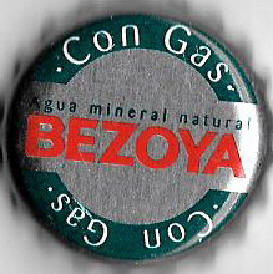 ·Con Gas·
Agua mineral natural
BEZOYA
·Con Gas·